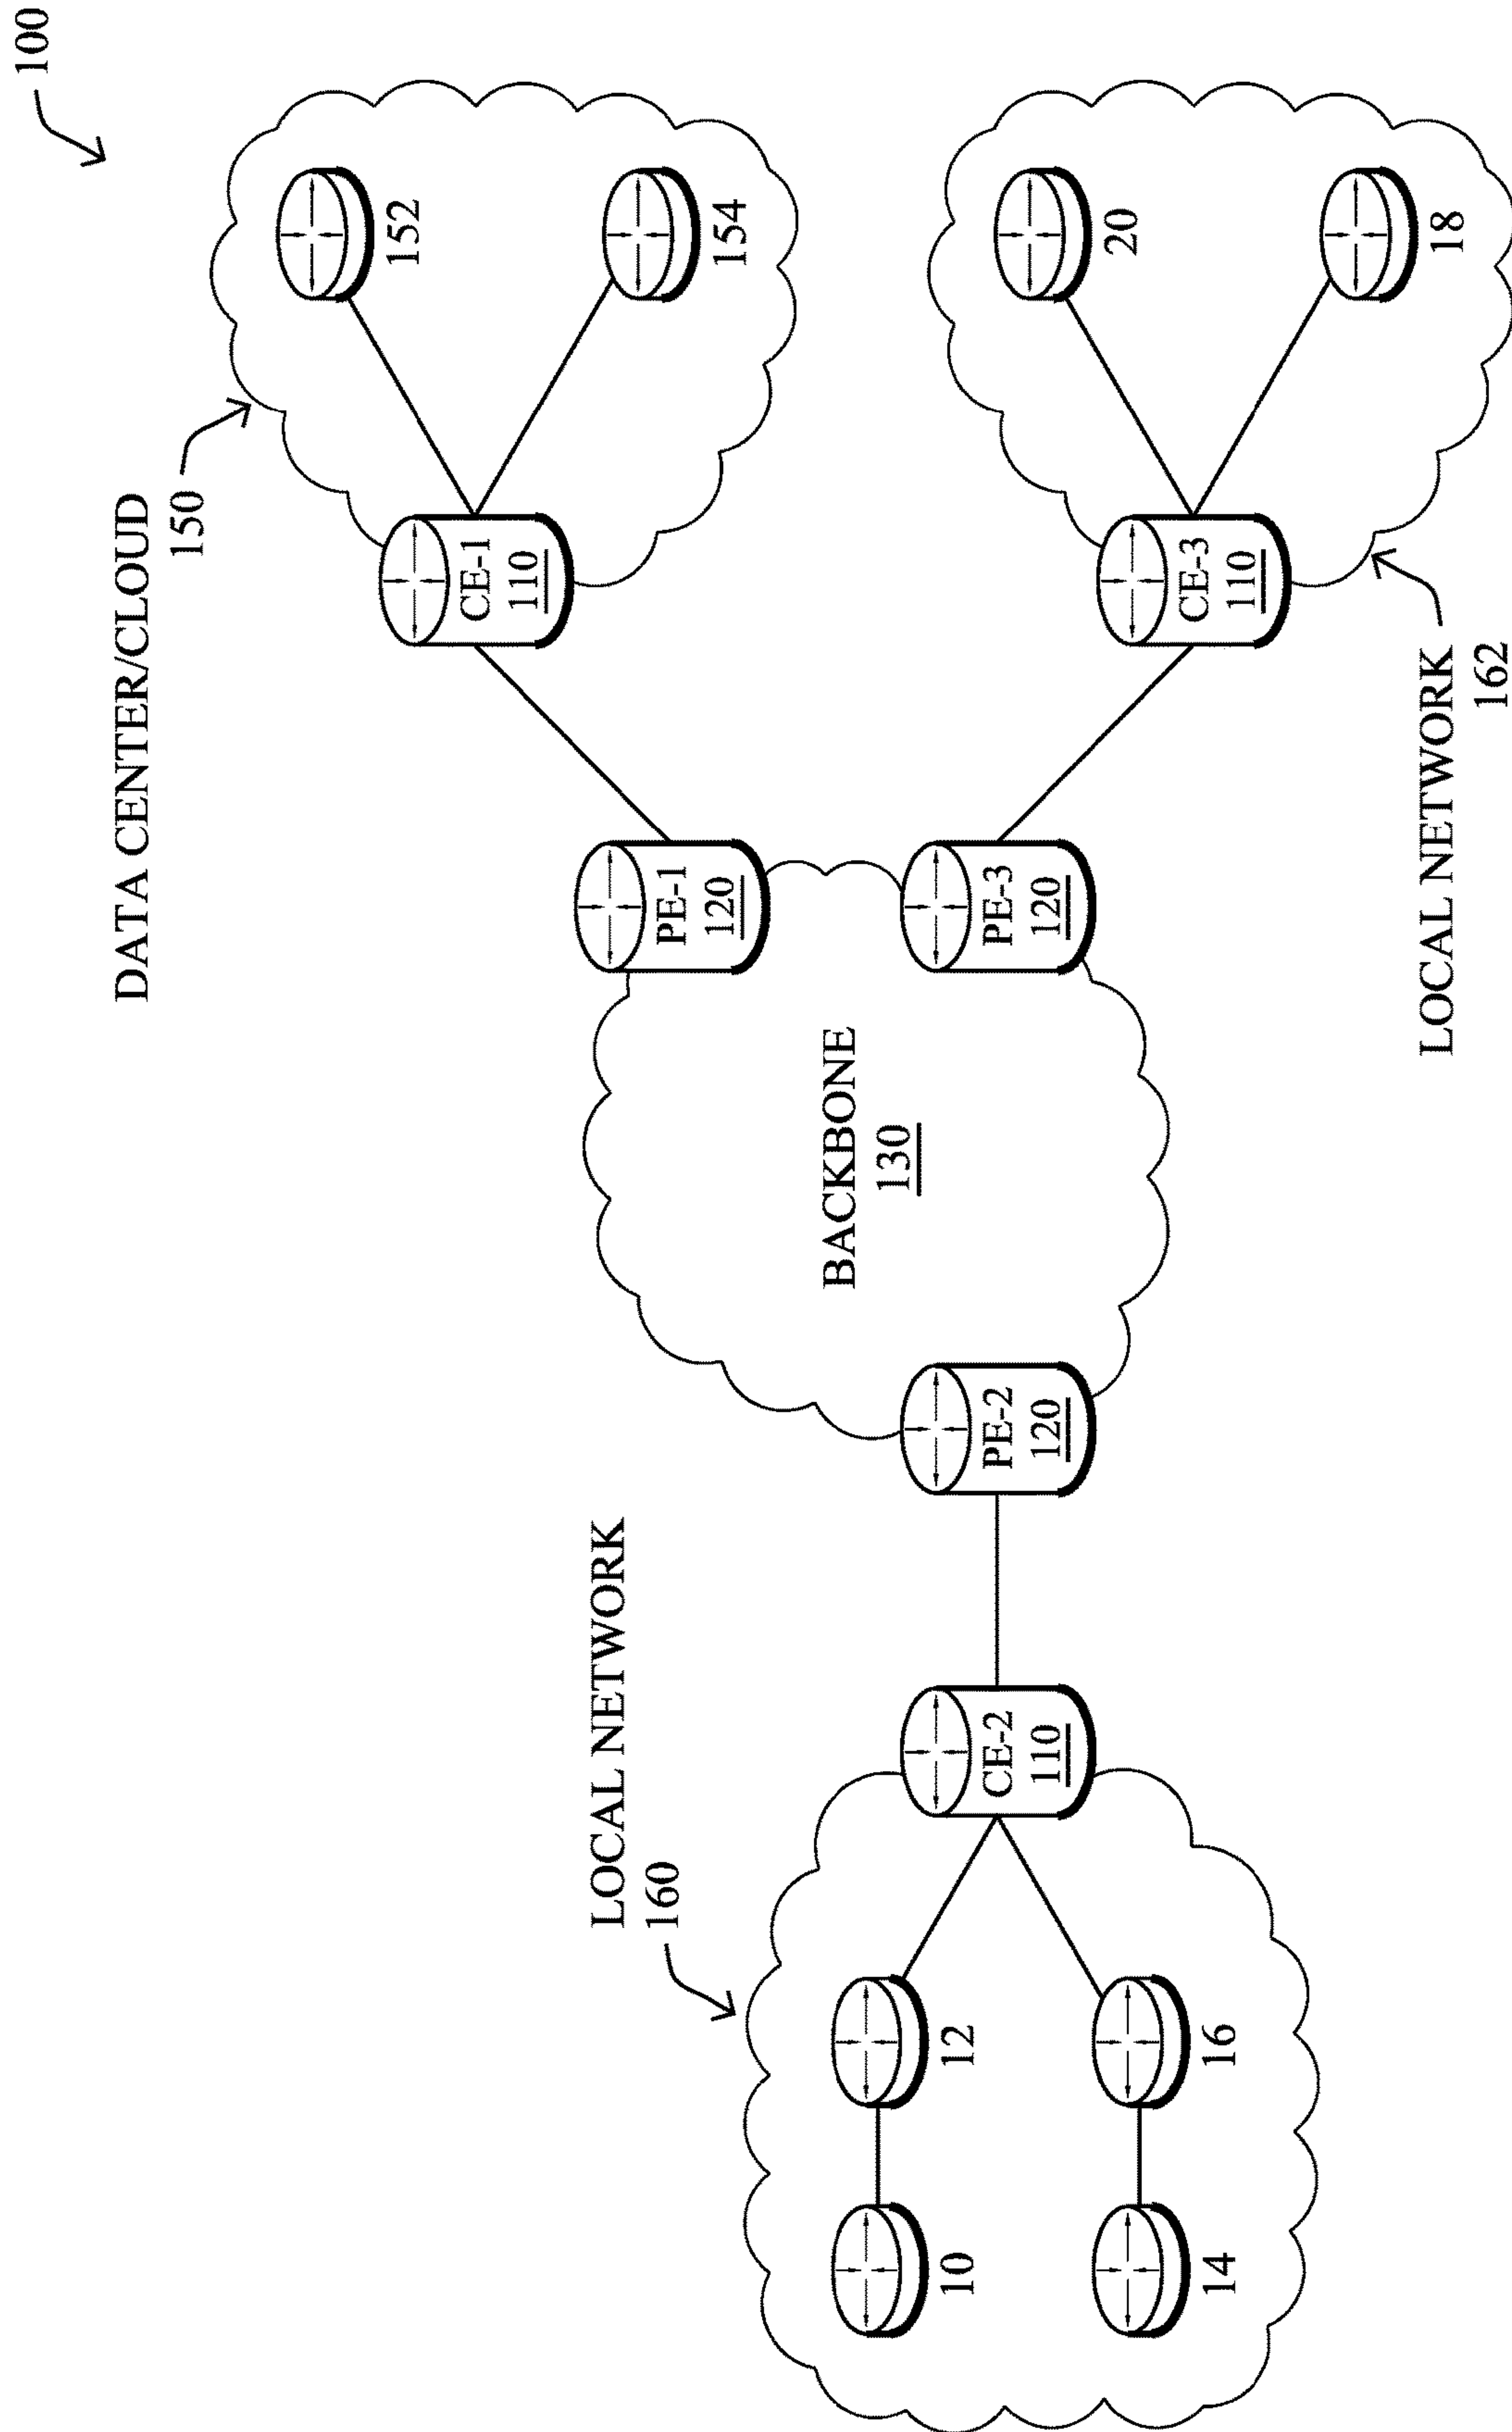 100
DATA CENTER/CLOUD
150
152
154
CE-1
110
PE-1
120
LOCAL NETWORK
160
BACKBONE
130
10
12
CE-2
110
PE-2
120
PE-3
120
CE-3
110
20
14
16
18
LOCAL NETWORK
162